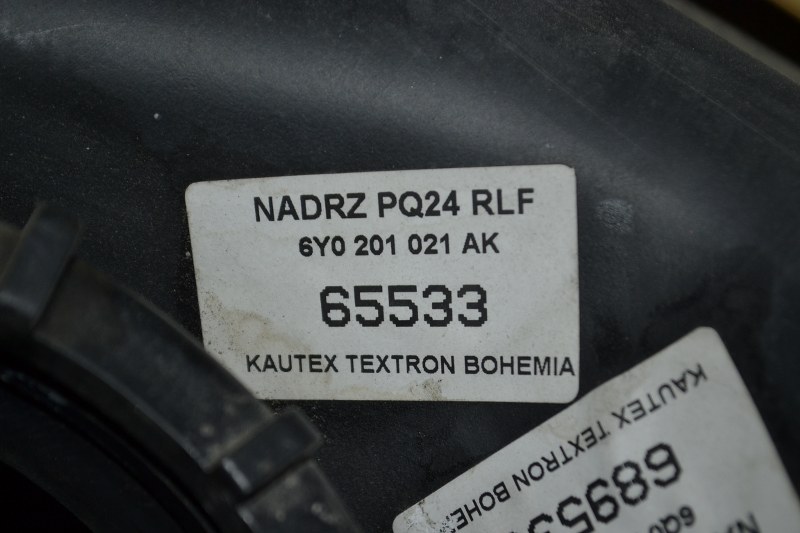 NADRZ PQ24 RLF
6Y0 201 021 AK
65533
KAUTEX TEXTRON BOHEMIA
KAUTEX TEXTRON